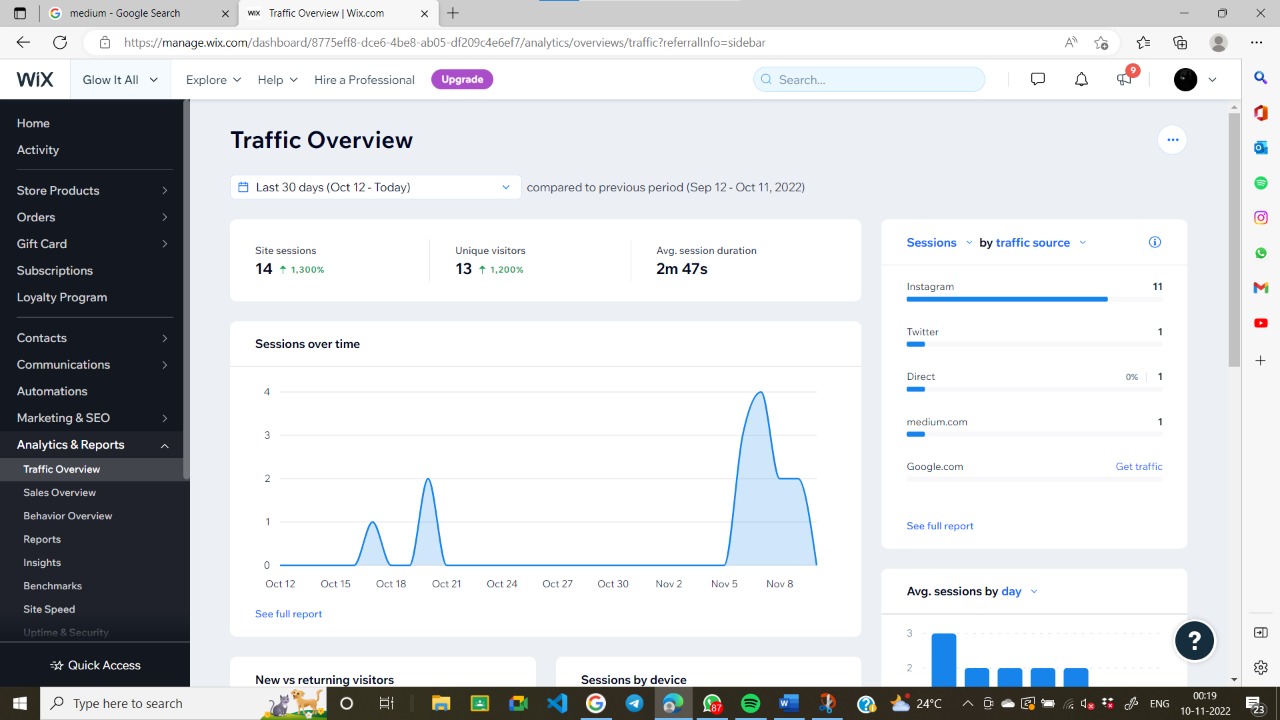 medium - Google Search
WiX Traffic Overview | Wix.com
https://manage.wix.com/dashboard/8775eff8-dce6-4be8-ab05-df209c4e6ef7/analytics/overviews/traffic?referralInfo=sidebar
WiX
Glow It All
Explore
Help
Hire a Professional
Upgrade
Search...
9
Home
Activity
Store Products
Orders
Gift Card
Subscriptions
Loyalty Program
Contacts
Communications
Automations
Marketing & SEO
Analytics & Reports
Traffic Overview
Sales Overview
Behavior Overview
Reports
Insights
Benchmarks
Site Speed
Uptime & Security
Quick Access
Traffic Overview
Last 30 days (Oct 12 - Today)
compared to previous period (Sep 12 - Oct 11, 2022)
Site sessions
14 ↑ 1,300%
Unique visitors
13 ↑ 1,200%
Avg. session duration
2m 47s
Sessions over time
4
3
2
1
0
Oct 12 Oct 15 Oct 18 Oct 21 Oct 24 Oct 27 Oct 30 Nov 2 Nov 5 Nov 8
See full report
New vs returning visitors
Sessions by device
Sessions by traffic source
Instagram 11
Twitter 1
Direct 0% 1
medium.com 1
Google.com Get traffic
See full report
Avg. sessions by day
3
2
?
Type here to search
87
24°C
ENG
00:19
10-11-2022
23